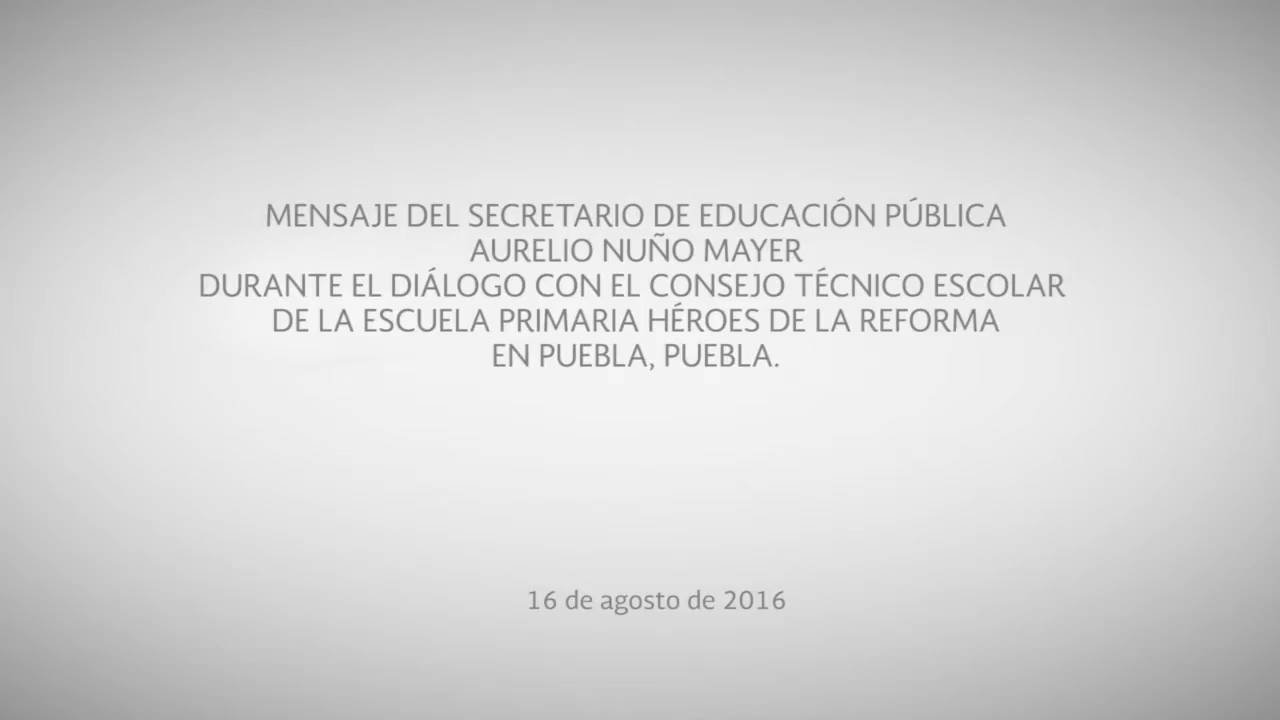 MENSAJE DEL SECRETARIO DE EDUCACIÓN PÚBLICA
AURELIO NUÑO MAYER
DURANTE EL DIÁLOGO CON EL CONSEJO TÉCNICO ESCOLAR
DE LA ESCUELA PRIMARIA HÉROES DE LA REFORMA
EN PUEBLA, PUEBLA.
16 de agosto de 2016